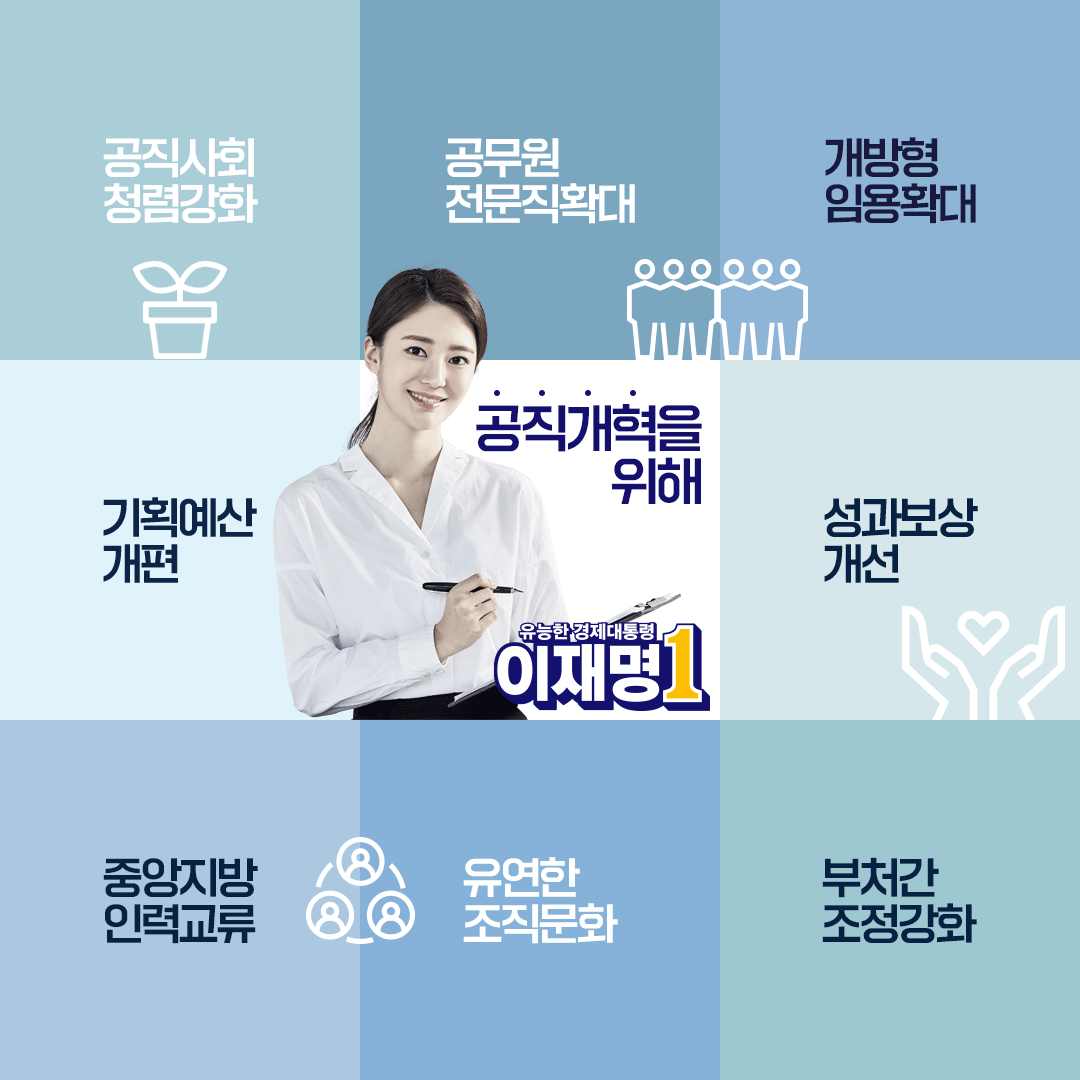 공직사회
청렴강화
공무원
전문직확대
개방형
임용확대
기획예산
개편
공직개혁을
위해
유능한 경제대통령
이재명1
성과보상
개선
중앙지방
인력교류
유연한
조직문화
부처간
조정강화